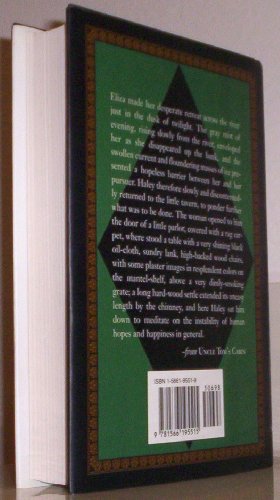 Eliza made her desperate retreat across the river
just in the dusk of twilight. The gray mist of
evening, rising slowly from the river, enveloped
her as she disappeared up the bank, and the
swollen current and floundering masses of ice pre-
sented a hopeless barrier between her and her
pursuer. Haley therefore slowly and discontented-
ly returned to the little tavern, to ponder further
what was to be done. The woman opened to him
the door of a little parlor, covered with a rag car-
pet, where stood a table with a very shining black
oil-cloth, sundry lank, high-backed wood chairs,
with some plaster images in resplendent colors on
the mantel-shelf, above a very dimly-smoking
grate; a long hard-wood settle extended its uneasy
length by the chimney, and here Haley sat him
down to meditate on the instability of human
hopes and happiness in general.
-from UNCLE TOM'S CABIN
ISBN 1-5661-9551-9
50698
9 781566 195515